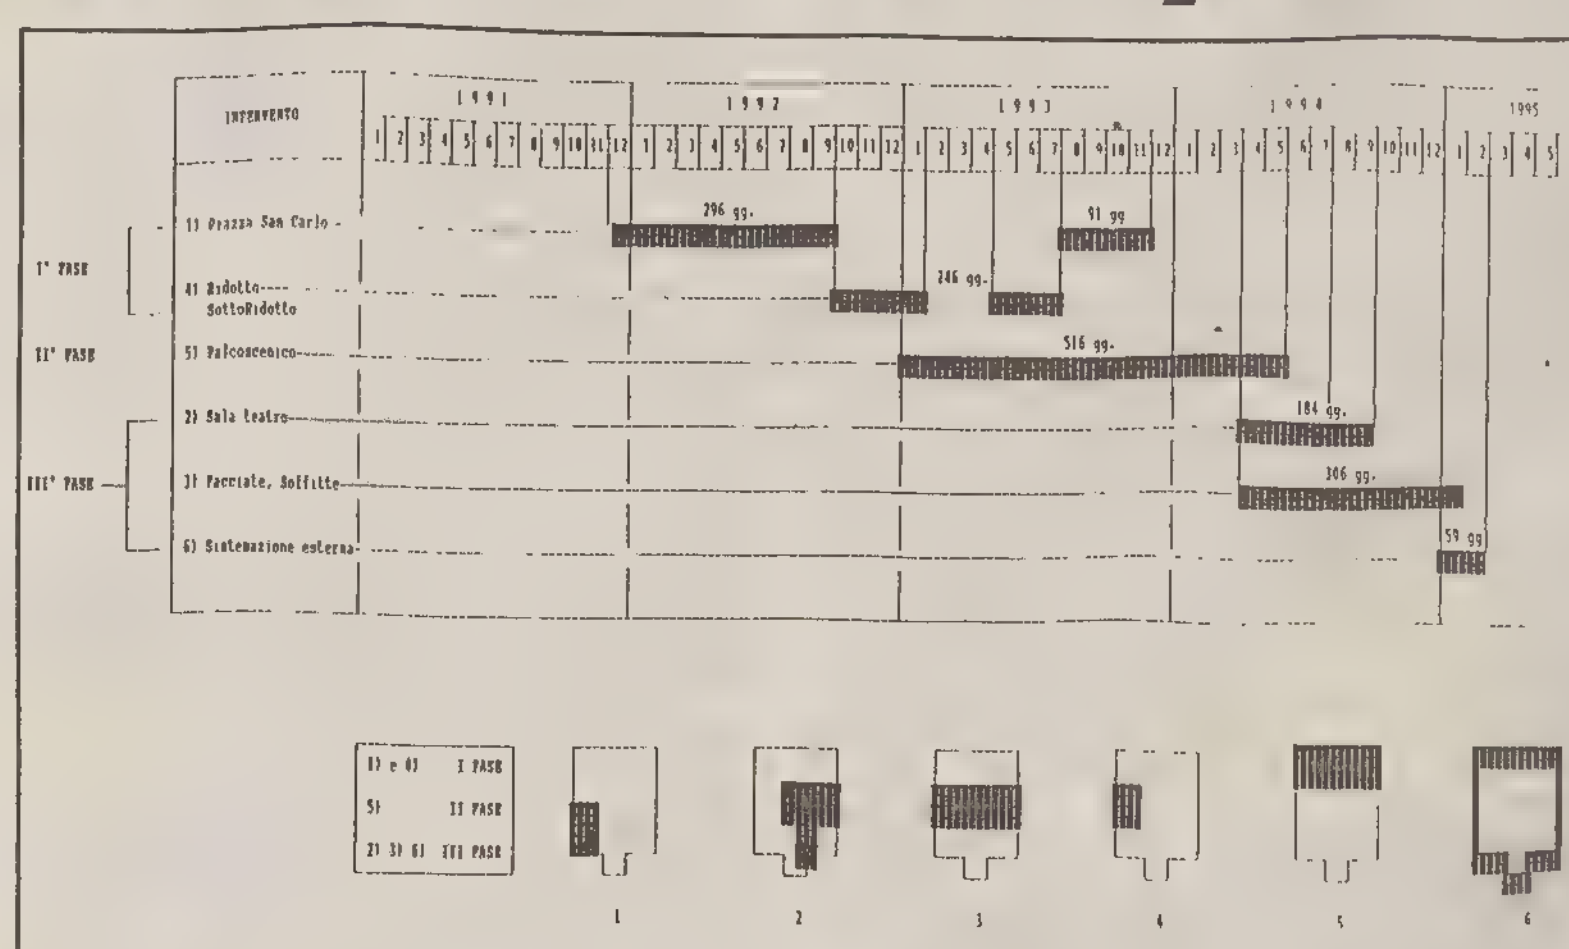 INTERVENTO
1991 1992 1993 1994 1995
1 2 3 4 5 6 7 8 9 10 11 12 1 2 3 4 5 6 7 8 9 10 11 12 1 2 3 4 5 6 7 8 9 10 11 12 1 2 3 4 5 6 7 8 9 10 11 12 1 2 3 4 5
I° FASE
1) Piazza San Carlo 296 gg. 91 gg
4) Ridotto 246 gg.
SottoRidotto
II° FASE
5) Palcoscenico 516 gg.
III° FASE
2) Sala teatro 184 gg.
3) Facciate, Soffitte 306 gg.
6) Sistemazione esterna 59 gg
1) e 4) I FASE
5) II FASE
2) 3) 6) III FASE
1 2 3 4 5 6